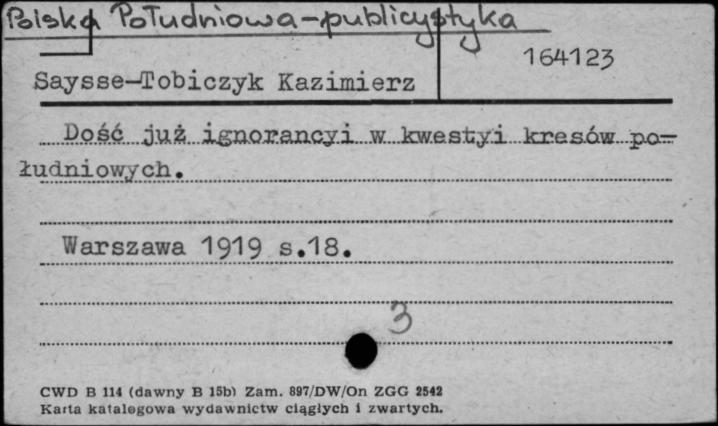 Polska Południowa-publicystyka
164123
Saysse-Tobiczyk Kazimierz
Dość już ignorancyi w kwestyi kresów po-
łudniowych.
Warszawa 1919 s.18.
3
CWD B 114 (dawny B 15b) Zam. 897/DW/On ZGG 2542
Karta katalogowa wydawnictw ciągłych i zwartych.